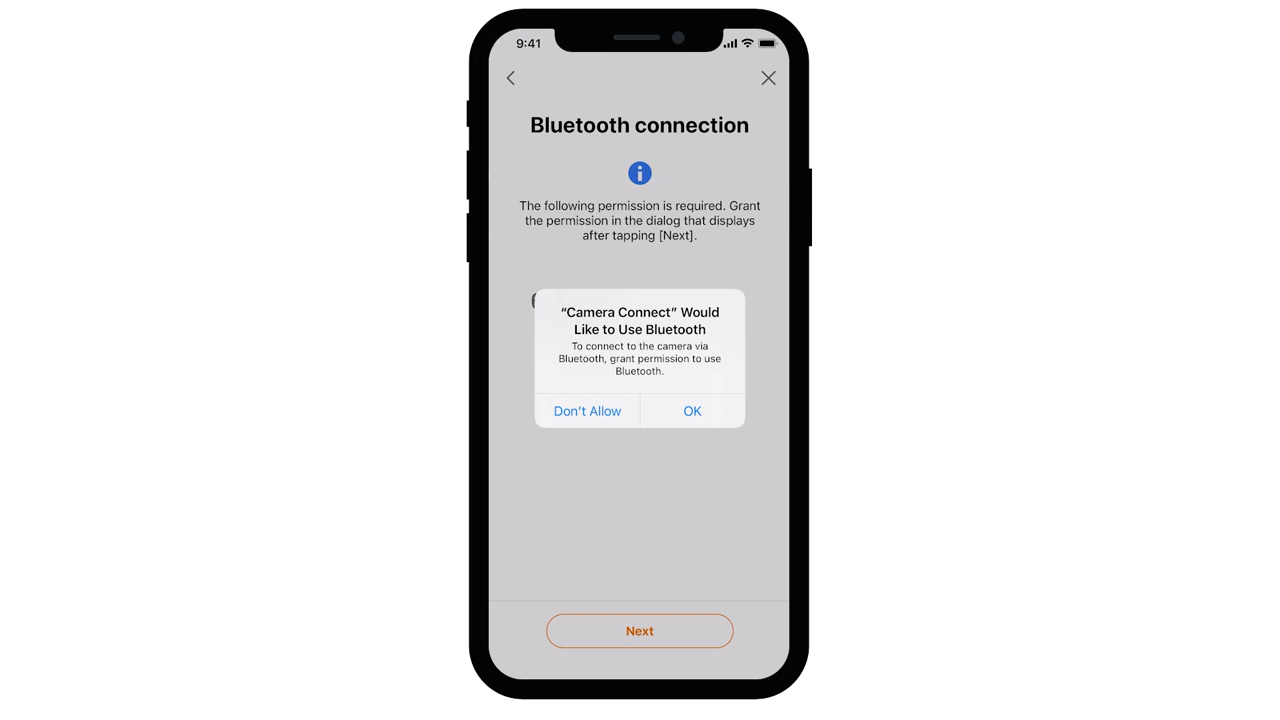 9:41
Bluetooth connection
The following permission is required. Grant
the permission in the dialog that displays
after tapping [Next].
“Camera Connect” Would
Like to Use Bluetooth
To connect to the camera via
Bluetooth, grant permission to use
Bluetooth.
Don’t Allow
OK
Next